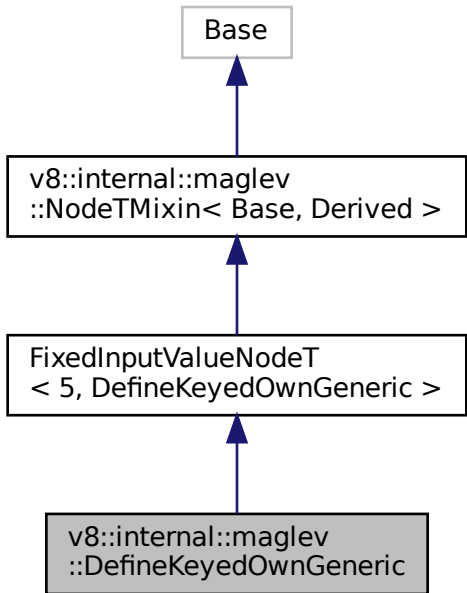 Base
v8::internal::maglev
::NodeTMixin< Base, Derived >
FixedInputValueNodeT
< 5, DefineKeyedOwnGeneric >
v8::internal::maglev
::DefineKeyedOwnGeneric